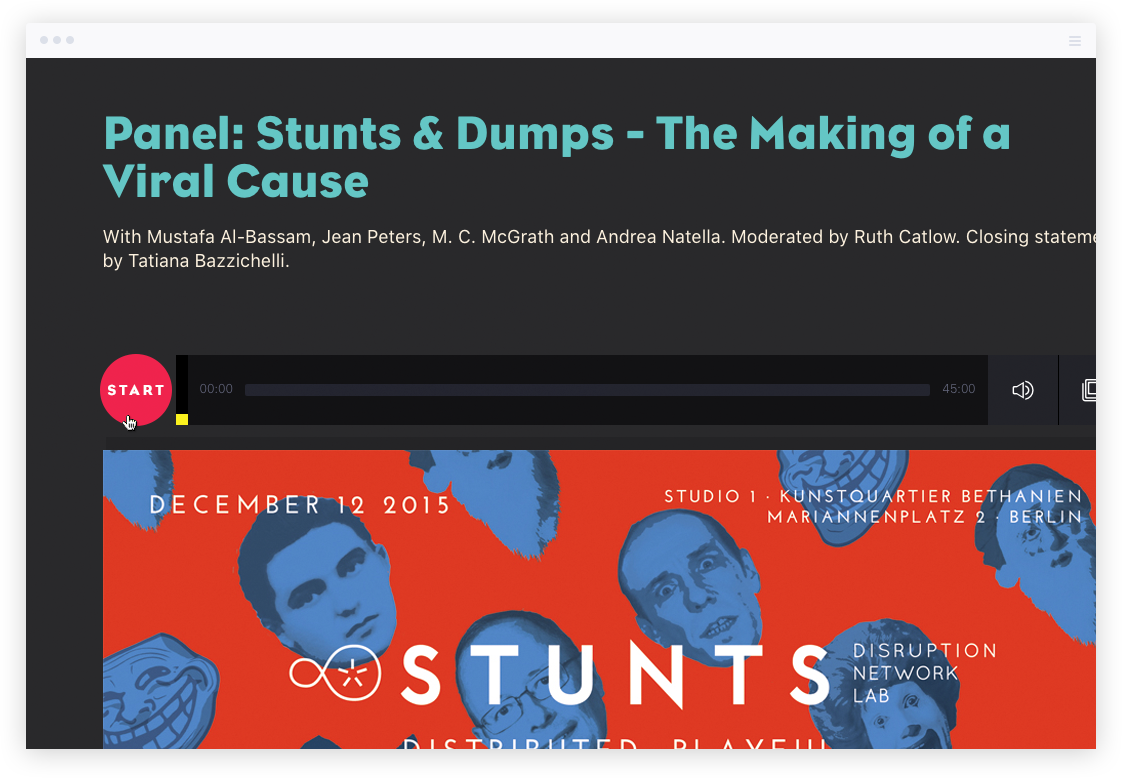 Panel: Stunts & Dumps - The Making of a
Viral Cause
With Mustafa Al-Bassam, Jean Peters, M. C. McGrath and Andrea Natella. Moderated by Ruth Catlow. Closing stateme
by Tatiana Bazzichelli.
START
00:00
45:00
DECEMBER 12 2015
STUDIO 1 · KUNSTQUARTIER BETHANIEN
MARIANNENPLATZ 2 · BERLIN
STUNTS
DISRUPTION
NETWORK
LAB
DISTRIBUTED, PLAYFUL